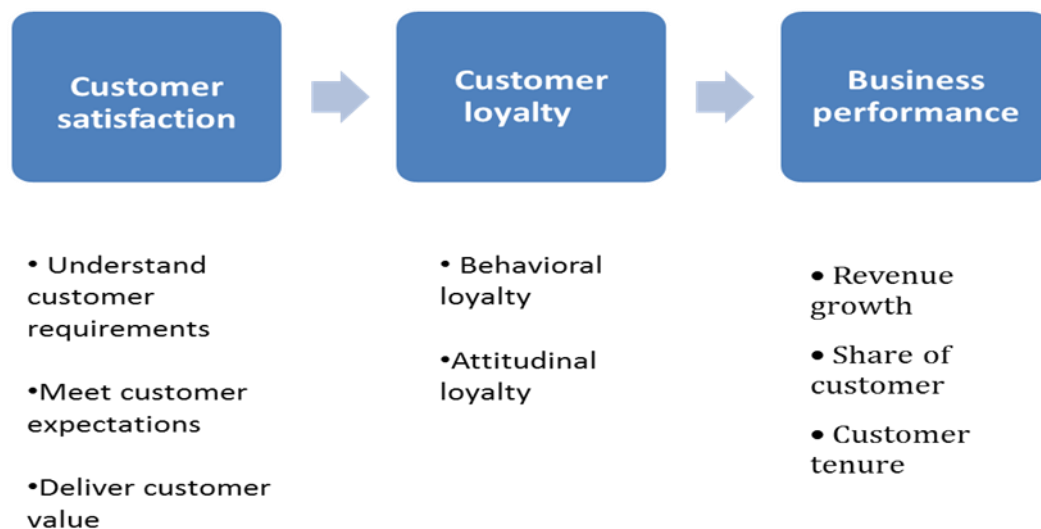 Customer
satisfaction
Customer
loyalty
Business
performance
• Understand
customer
requirements
•Meet customer
expectations
•Deliver customer
value
• Behavioral
loyalty
•Attitudinal
loyalty
• Revenue
growth
• Share of
customer
• Customer
tenure